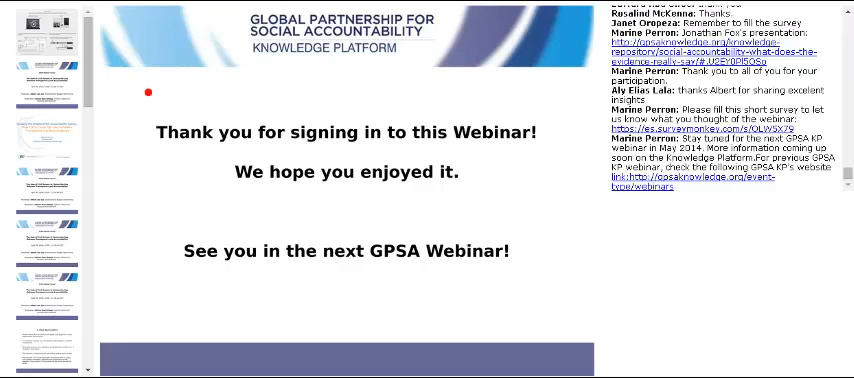 GLOBAL PARTNERSHIP FOR
SOCIAL ACCOUNTABILITY
KNOWLEDGE PLATFORM
Thank you for signing in to this Webinar!
We hope you enjoyed it.
See you in the next GPSA Webinar!
Rosalind McKenna: Thanks.
Janet Oropeza: Remember to fill the survey
Marine Perron: Jonathan Fox's presentation:
http://gpsaknowledge.org/knowledge-
repository/social-accountability-what-does-the-
evidence-really-say/#.U2EY0Pl5OSo
Marine Perron: Thank you to all of you for your
participation.
Aly Elias Lala: thanks Albert for sharing excelent
insights
Marine Perron: Please fill this short survey to let
us know what you thought of the webinar:
https://es.surveymonkey.com/s/QLW5X79
Marine Perron: Stay tuned for the next GPSA KP
webinar in May 2014. More information coming up
soon on the Knowledge Platform.For previous GPSA
KP webinar, check the following GPSA KP's website
link:http://gpsaknowledge.org/event-
type/webinars